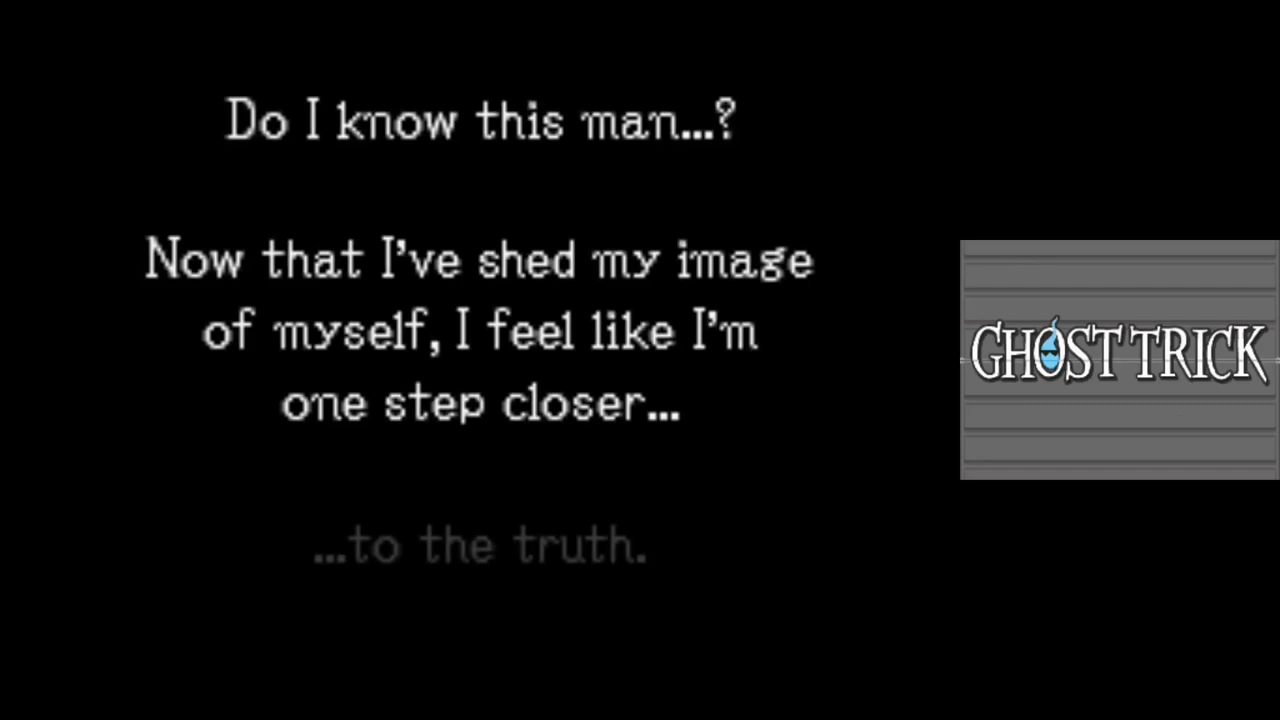 Do I know this man...?
Now that I've shed my image
of myself, I feel like I'm
one step closer...
...to the truth.
GHOST TRICK